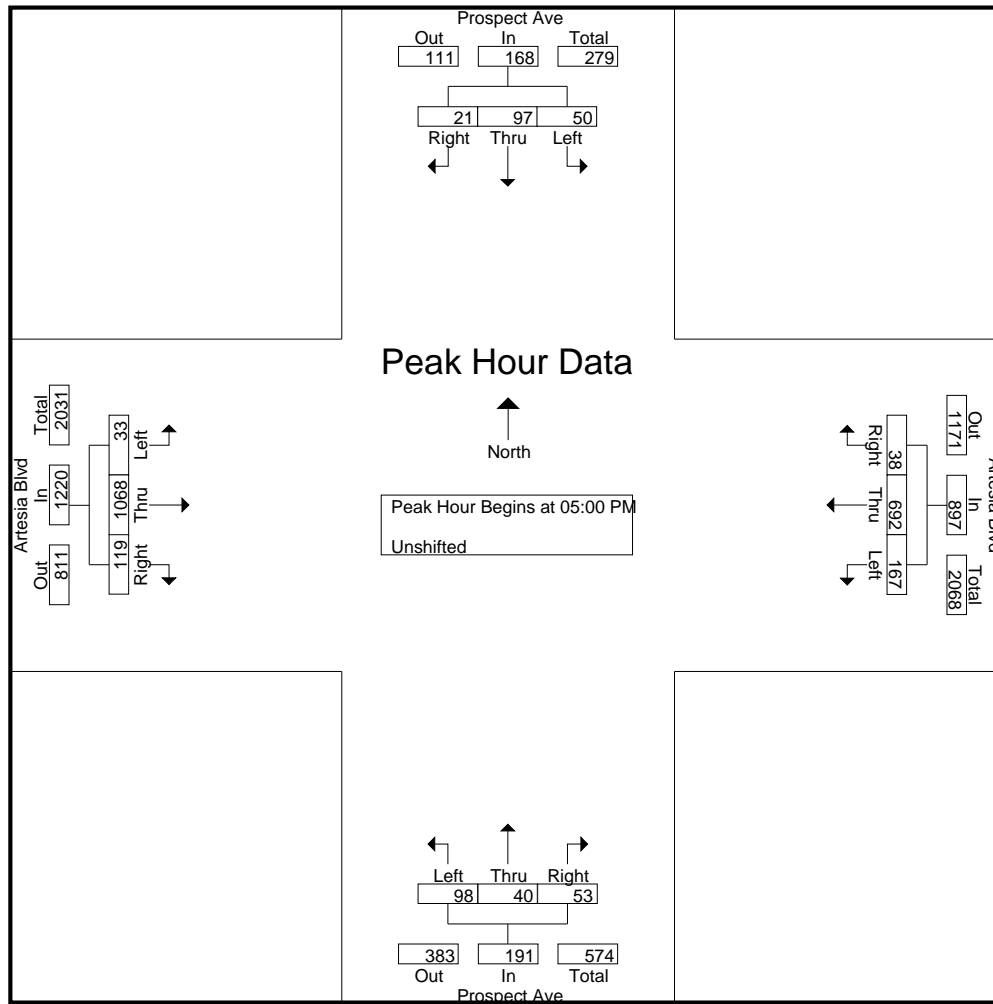 Prospect Ave
Out In Total
111 168 279
21 97 50
Right Thru Left
Peak Hour Data
North
Peak Hour Begins at 05:00 PM
Unshifted
Artesia Blvd
Out In Total
811 1220 2031
Left Thru Right
33 1068 119
Artesia Blvd
Out In Total
1171 897 2068
Right Thru Left
38 692 167
Left Thru Right
98 40 53
383 191 574
Out In Total
Prospect Ave